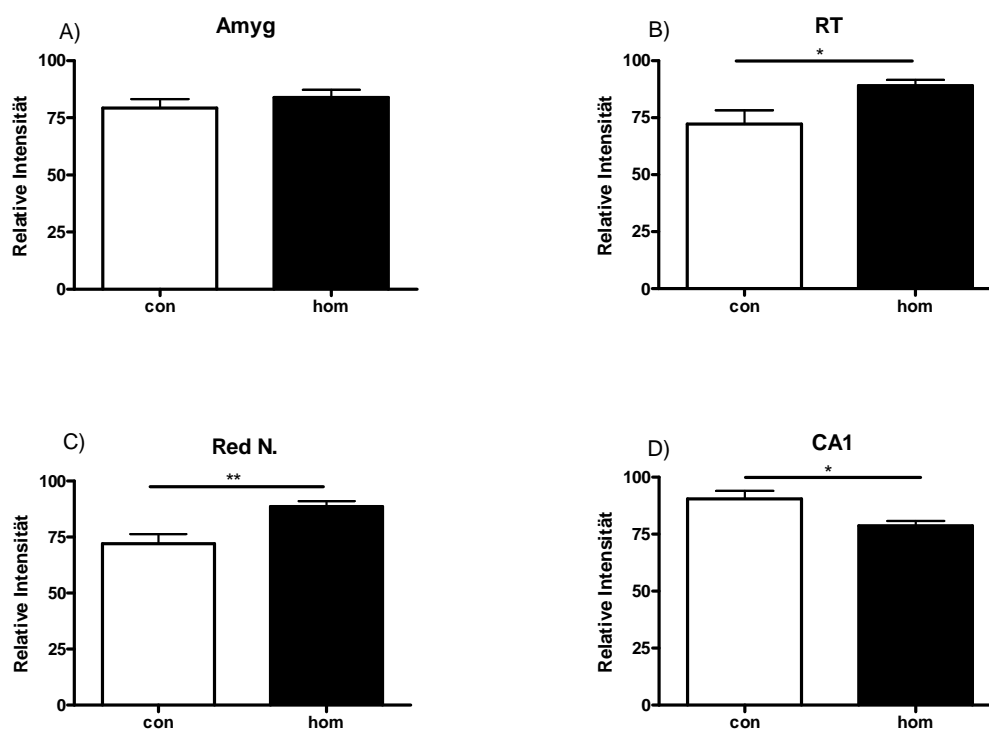 A)
Amyg
Relative Intensität
100
75
50
25
0
con hom
B)
RT
*
Relative Intensität
100
75
50
25
0
con hom
C)
Red N.
**
Relative Intensität
100
75
50
25
0
con hom
D)
CA1
*
Relative Intensität
100
75
50
25
0
con hom